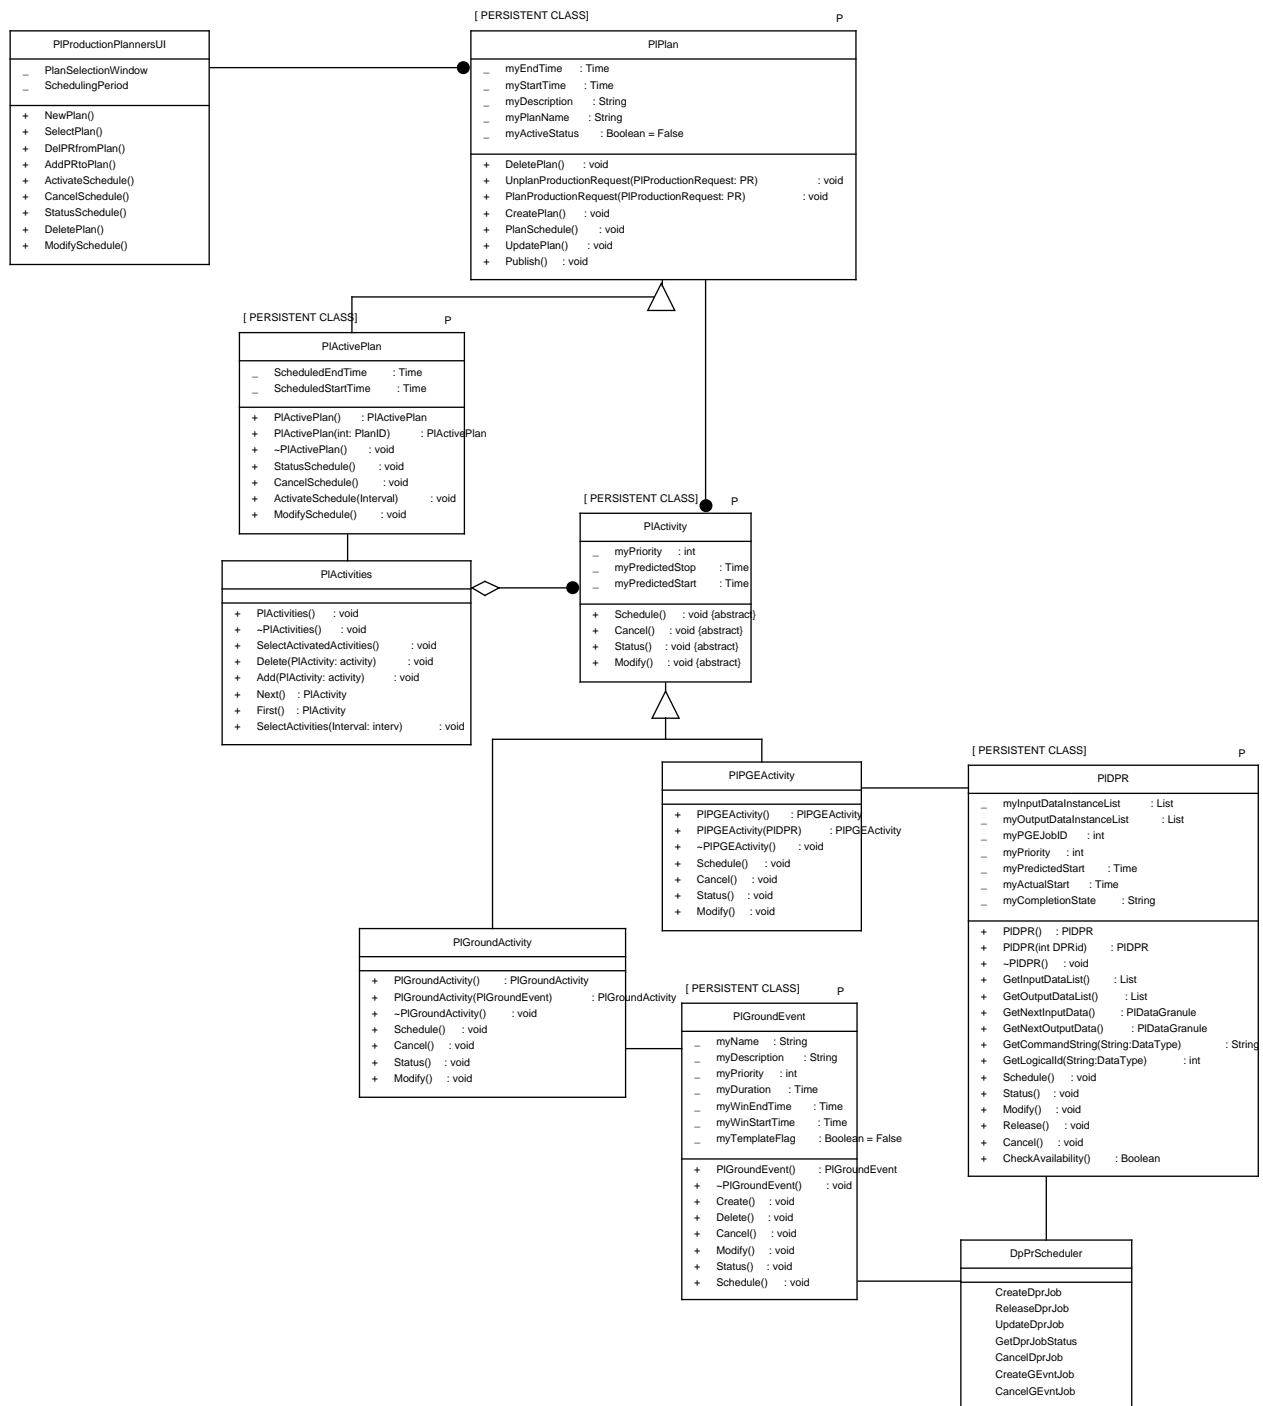 [ PERSISTENT CLASS] P
PlProductionPlannersUI
_ PlanSelectionWindow
_ SchedulingPeriod
+ NewPlan()
+ SelectPlan()
+ DelPRfromPlan()
+ AddPRtoPlan()
+ ActivateSchedule()
+ CancelSchedule()
+ StatusSchedule()
+ DeletePlan()
+ ModifySchedule()
PlPlan
_ myEndTime : Time
_ myStartTime : Time
_ myDescription : String
_ myPlanName : String
_ myActiveStatus : Boolean = False
+ DeletePlan() : void
+ UnplanProductionRequest(PlProductionRequest: PR) : void
+ PlanProductionRequest(PlProductionRequest: PR) : void
+ CreatePlan() : void
+ PlanSchedule() : void
+ UpdatePlan() : void
+ Publish() : void
[ PERSISTENT CLASS] P
PlActivePlan
_ ScheduledEndTime : Time
_ ScheduledStartTime : Time
+ PlActivePlan() : PlActivePlan
+ PlActivePlan(int: PlanID) : PlActivePlan
+ ~PlActivePlan() : void
+ StatusSchedule() : void
+ CancelSchedule() : void
+ ActivateSchedule(Interval) : void
+ ModifySchedule() : void
[ PERSISTENT CLASS] P
PlActivity
_ myPriority : int
_ myPredictedStop : Time
_ myPredictedStart : Time
+ Schedule() : void {abstract}
+ Cancel() : void {abstract}
+ Status() : void {abstract}
+ Modify() : void {abstract}
PlActivities
+ PlActivities() : void
+ ~PlActivities() : void
+ SelectActivatedActivities() : void
+ Delete(PlActivity: activity) : void
+ Add(PlActivity: activity) : void
+ Next() : PlActivity
+ First() : PlActivity
+ SelectActivities(Interval: interv) : void
PlPGEActivity
+ PlPGEActivity() : PlPGEActivity
+ PlPGEActivity(PlDPR) : PlPGEActivity
+ ~PlPGEActivity() : void
+ Schedule() : void
+ Cancel() : void
+ Status() : void
+ Modify() : void
[ PERSISTENT CLASS] P
PlDPR
_ myInputDataInstanceList : List
_ myOutputDataInstanceList : List
_ myPGEJobID : int
_ myPriority : int
_ myPredictedStart : Time
_ myActualStart : Time
_ myCompletionState : String
+ PlDPR() : PlDPR
+ PlDPR(int DPRid) : PlDPR
+ ~PlDPR() : void
+ GetInputDataList() : List
+ GetOutputDataList() : List
+ GetNextInputData() : PlDataGranule
+ GetNextOutputData() : PlDataGranule
+ GetCommandString(String:DataType) : String
+ GetLogicalId(String:DataType) : int
+ Schedule() : void
+ Status() : void
+ Modify() : void
+ Release() : void
+ Cancel() : void
+ CheckAvailability() : Boolean
PlGroundActivity
+ PlGroundActivity() : PlGroundActivity
+ PlGroundActivity(PlGroundEvent) : PlGroundActivity
+ ~PlGroundActivity() : void
+ Schedule() : void
+ Cancel() : void
+ Status() : void
+ Modify() : void
[ PERSISTENT CLASS] P
PlGroundEvent
_ myName : String
_ myDescription : String
_ myPriority : int
_ myDuration : Time
_ myWinEndTime : Time
_ myWinStartTime : Time
_ myTemplateFlag : Boolean = False
+ PlGroundEvent() : PlGroundEvent
+ ~PlGroundEvent() : void
+ Create() : void
+ Delete() : void
+ Cancel() : void
+ Modify() : void
+ Status() : void
+ Schedule() : void
DpPrScheduler
CreateDprJob
ReleaseDprJob
UpdateDprJob
GetDprJobStatus
CancelDprJob
CreateGEvntJob
CancelGEvntJob